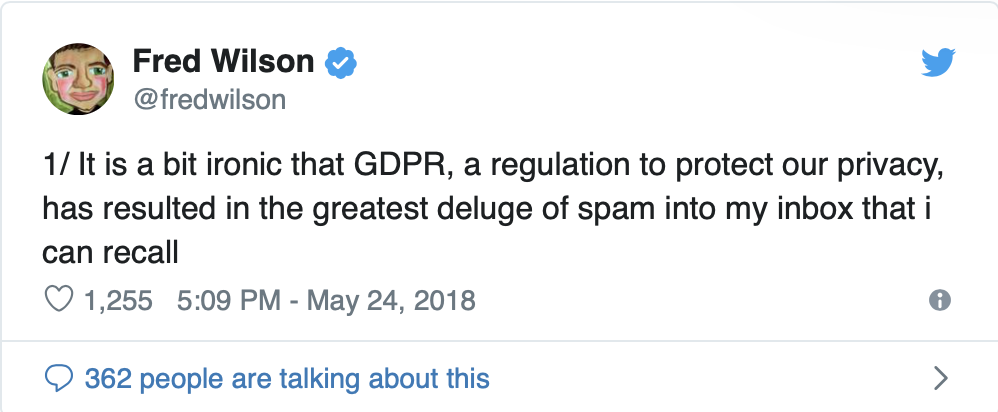 Fred Wilson
@fredwilson
1/ It is a bit ironic that GDPR, a regulation to protect our privacy,
has resulted in the greatest deluge of spam into my inbox that i
can recall
1,255 5:09 PM - May 24, 2018
362 people are talking about this